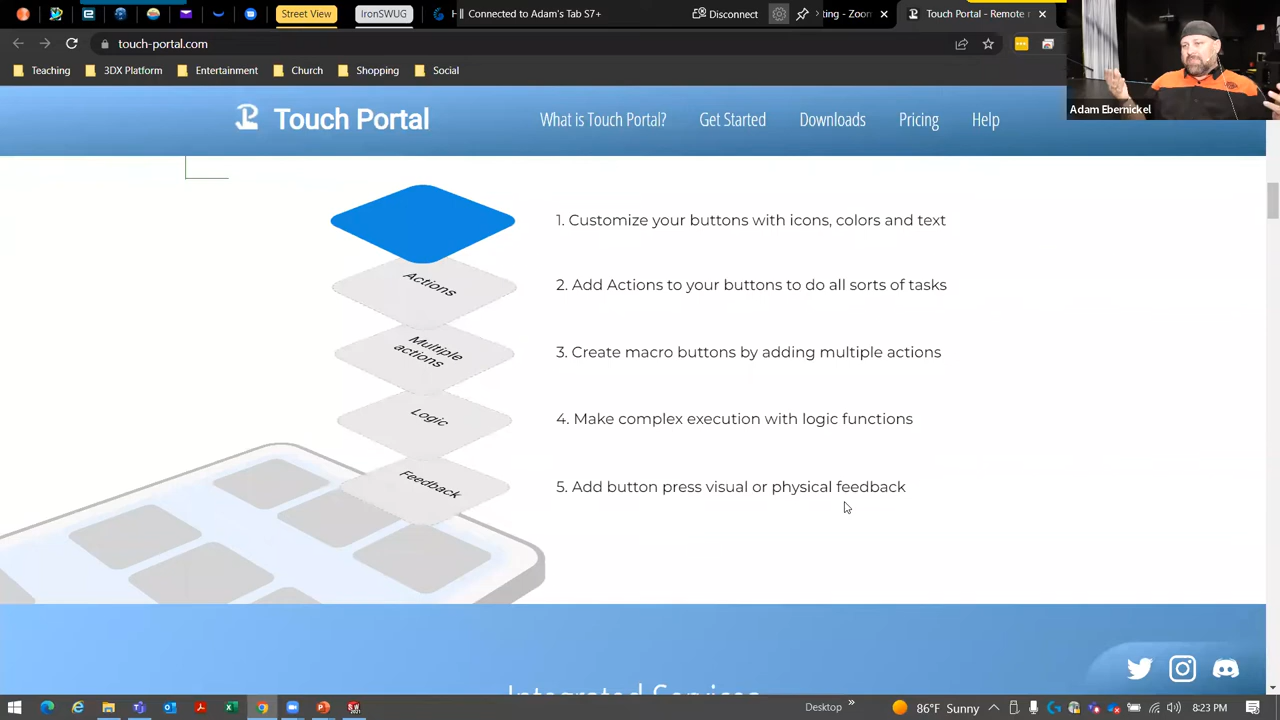 Street View
IronSWUG
Connected to Adam's Tab S7+
Disconnect
ting - Zoom
Touch Portal - Remote
touch-portal.com
Teaching
3DX Platform
Entertainment
Church
Shopping
Social
Adam Ebernickel
Touch Portal
What is Touch Portal?
Get Started
Downloads
Pricing
Help
1. Customize your buttons with icons, colors and text
Actions
2. Add Actions to your buttons to do all sorts of tasks
Multiple
actions
3. Create macro buttons by adding multiple actions
Logic
4. Make complex execution with logic functions
Feedback
5. Add button press visual or physical feedback
Integrated Services
Desktop
86°F Sunny
8:23 PM